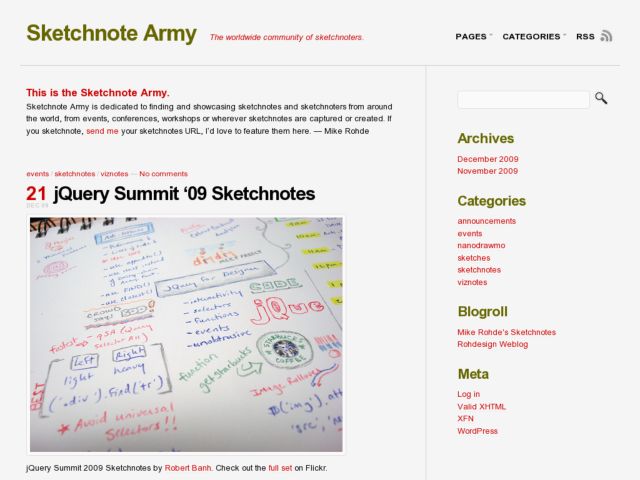 Sketchnote Army
The worldwide community of sketchnoters.
PAGES
CATEGORIES
RSS
This is the Sketchnote Army.
Sketchnote Army is dedicated to finding and showcasing sketchnotes and sketchnoters from around
the world, from events, conferences, workshops or wherever sketchnotes are captured or created. If
you sketchnote, send me your sketchnotes URL, I'd love to feature them here. — Mike Rohde
events / sketchnotes / viznotes — No comments
21 jQuery Summit '09 Sketchnotes
DEC 09
dndn
JQuery For Designer
- interactivity
- selectors
- functions
- events
- unobtrusive
CODE
jQue
STARBUCKS COFFEE
function
getstarbucks
Image Rollover
Left Right
light heavy
('.div').Find('tr')
BEST
* Avoid universal
Selectors!!
jQuery Summit 2009 Sketchnotes by Robert Banh. Check out the full set on Flickr.
Archives
December 2009
November 2009
Categories
announcements
events
nanodrawmo
sketches
sketchnotes
viznotes
Blogroll
Mike Rohde's Sketchnotes
Rohdesign Weblog
Meta
Log in
Valid XHTML
XFN
WordPress